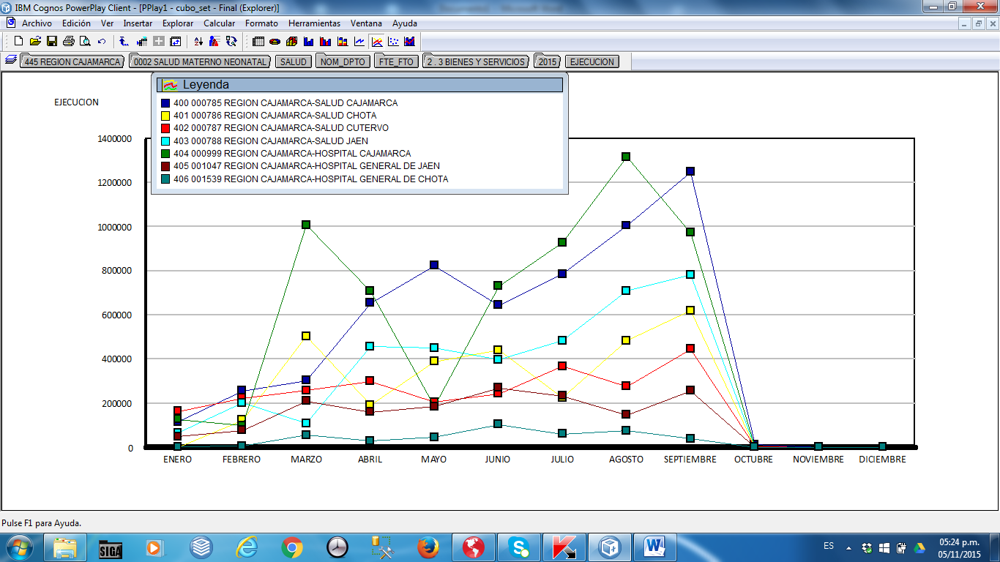 IBM Cognos PowerPlay Client - [PPlay1 - cubo_set - Final (Explorer)]
Archivo Edición Ver Insertar Explorar Calcular Formato Herramientas Ventana Ayuda
445 REGION CAJAMARCA 0002 SALUD MATERNO NEONATAL SALUD NOM_DPTO FTE_FTO 2 . 3 BIENES Y SERVICIOS 2015 EJECUCION
Leyenda
EJECUCION
400 000785 REGION CAJAMARCA-SALUD CAJAMARCA
401 000786 REGION CAJAMARCA-SALUD CHOTA
402 000787 REGION CAJAMARCA-SALUD CUTERVO
403 000788 REGION CAJAMARCA-SALUD JAEN
404 000999 REGION CAJAMARCA-HOSPITAL CAJAMARCA
405 001047 REGION CAJAMARCA-HOSPITAL GENERAL DE JAEN
406 001539 REGION CAJAMARCA-HOSPITAL GENERAL DE CHOTA
1400000
1200000
1000000
800000
600000
400000
200000
0
ENERO FEBRERO MARZO ABRIL MAYO JUNIO JULIO AGOSTO SEPTIEMBRE OCTUBRE NOVIEMBRE DICIEMBRE
Pulse F1 para Ayuda.
SIGA
ES
05:24 p.m.
05/11/2015